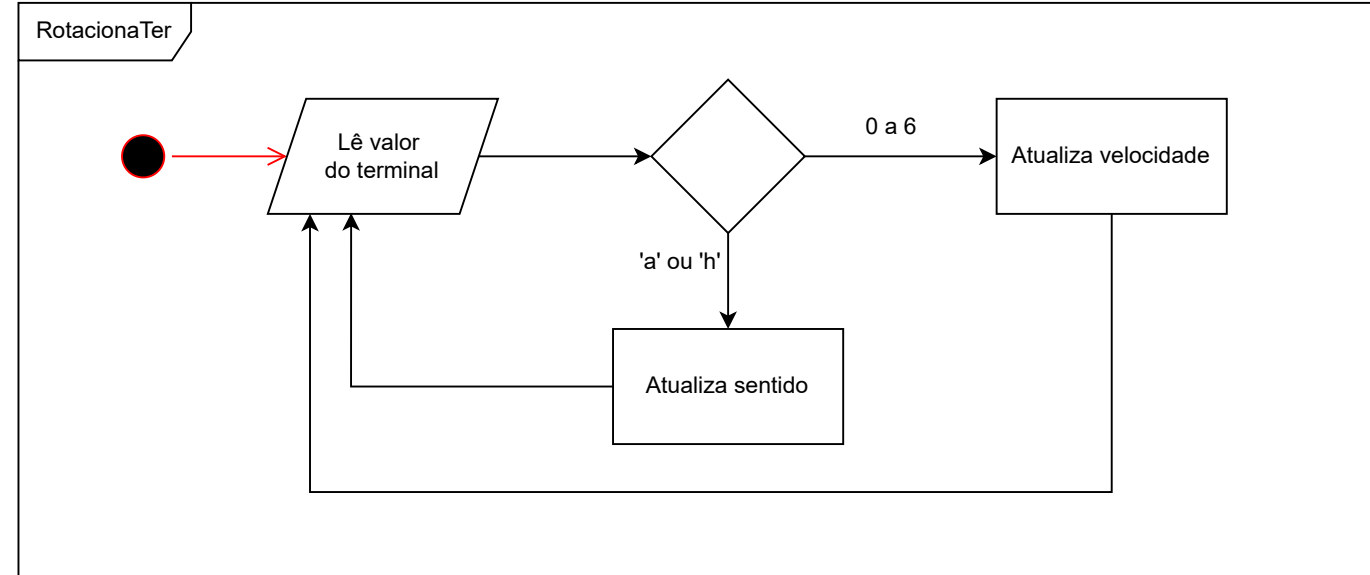 RotacionaTer
Lê valor
do terminal
0 a 6
Atualiza velocidade
'a' ou 'h'
Atualiza sentido